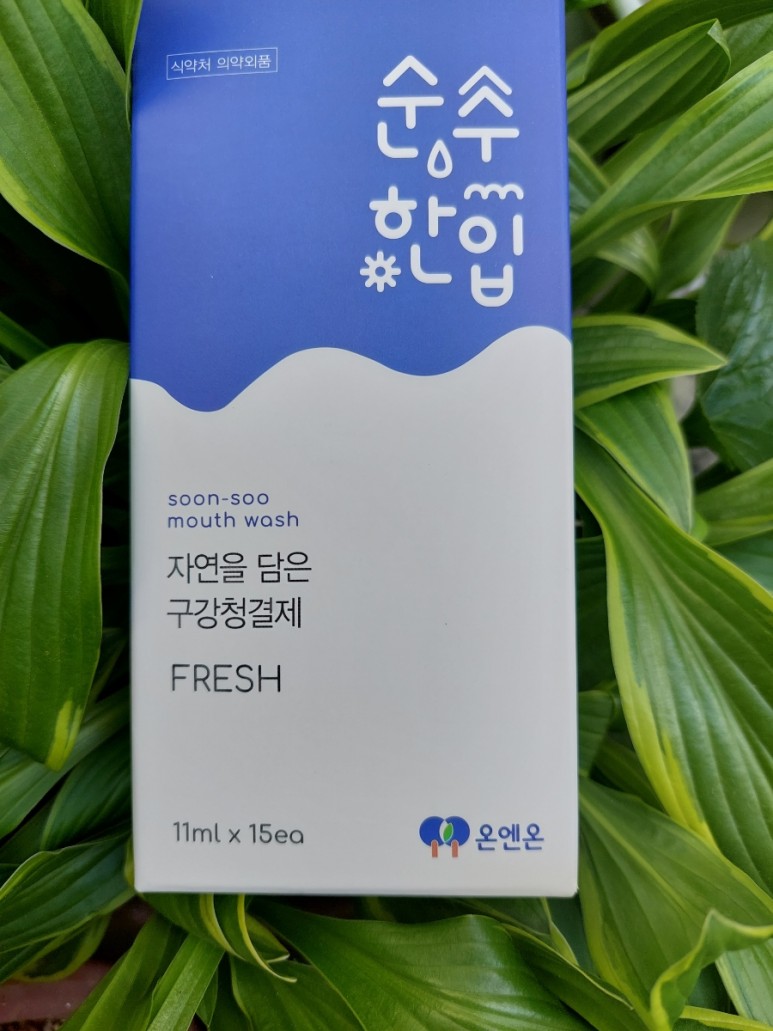 식약처 의약외품
순수
한입
soon-soo
mouth wash
자연을 담은
구강청결제
FRESH
11ml x 15ea
온엔온